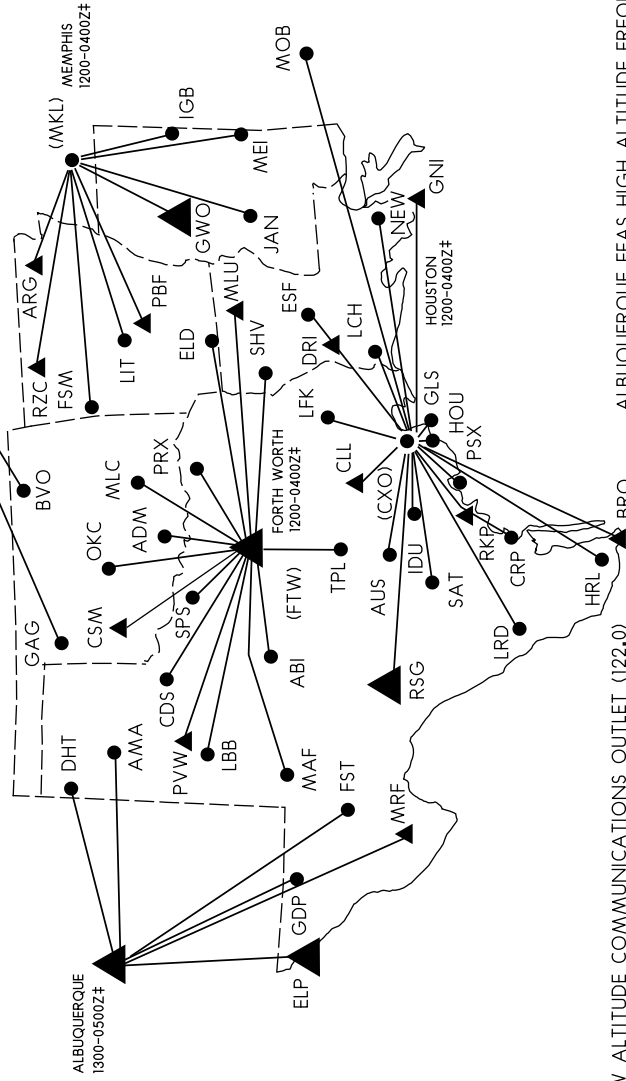 MEMPHIS
1200-0400Z‡
(MKL)
IGB
MEI
GWO
JAN
ARG
RZC
FSM
LIT
PBF
MOB
ELD
MLU
SHV
ESF
DRI
LCH
NEW
GNI
HOUSTON
1200-0400Z‡
LFK
CLL
(CXO)
GLS
HOU
PSX
RKP
CRP
BRO
HRL
LRD
SAT
IDU
AUS
RSG
BVO
GAG
OKC
MLC
PRX
ADM
CSM
SPS
CDS
PVW
LBB
FORTH WORTH
1200-0400Z‡
(FTW)
TPL
ABI
MAF
DHT
AMA
ALBUQUERQUE
1300-0500Z‡
FST
MRF
GDP
ELP
ALTITUDE COMMUNICATIONS OUTLET (122.0)
ALBUQUERQUE FFAS HIGH ALTITUDE